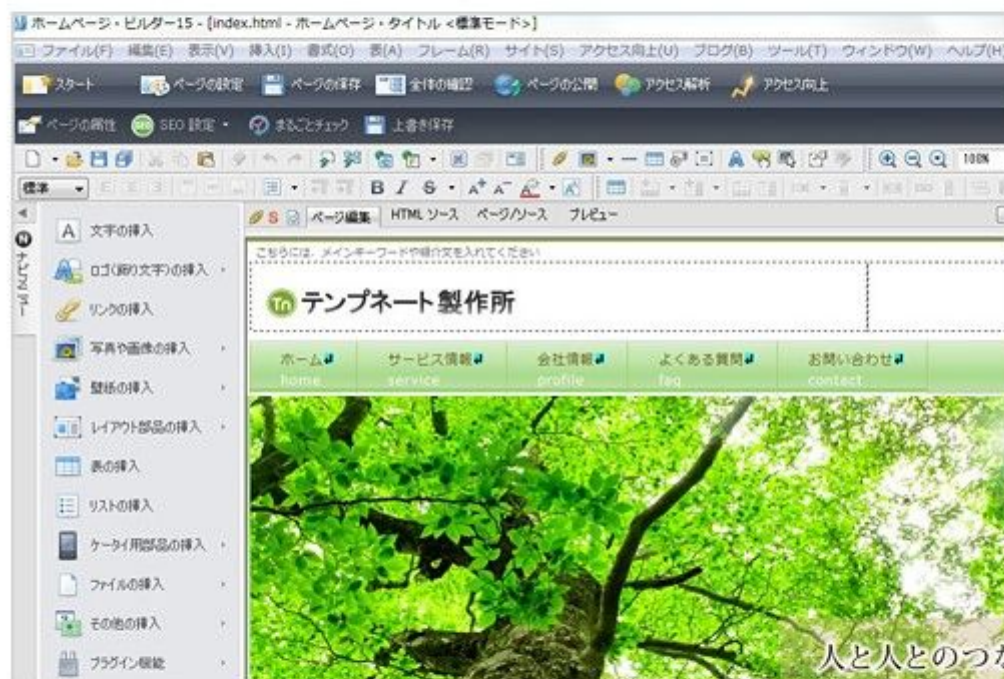 ホームページ・ビルダー15 - [index.html - ホームページ・タイトル <標準モード>]
ファイル(F) 編集(E) 表示(V) 挿入(I) 書式(O) 表(A) フレーム(R) サイト(S) アクセス向上(U) ブログ(B) ツール(T) ウィンドウ(W) ヘルプ(H
スタート ページの設定 ページの保存 全体の確認 ページの公開 アクセス解析 アクセス向上
ページの属性 SEO SEO 設定 まるごとチェック 上書き保存
100%
標準 B I S A+ A-
ナビメニュー
ページ編集 HTML ソース ページ/ソース プレビュー
A 文字の挿入
ロゴ(飾り文字)の挿入
リンクの挿入
写真や画像の挿入
壁紙の挿入
レイアウト部品の挿入
表の挿入
リストの挿入
ケータイ用部品の挿入
ファイルの挿入
その他の挿入
プラグイン機能
こちらには、メインキーワードや紹介文を入れてください
Tn テンプネート製作所
ホーム サービス情報 会社情報 よくある質問 お問い合わせ
home service profile faq contact
人と人とのつな